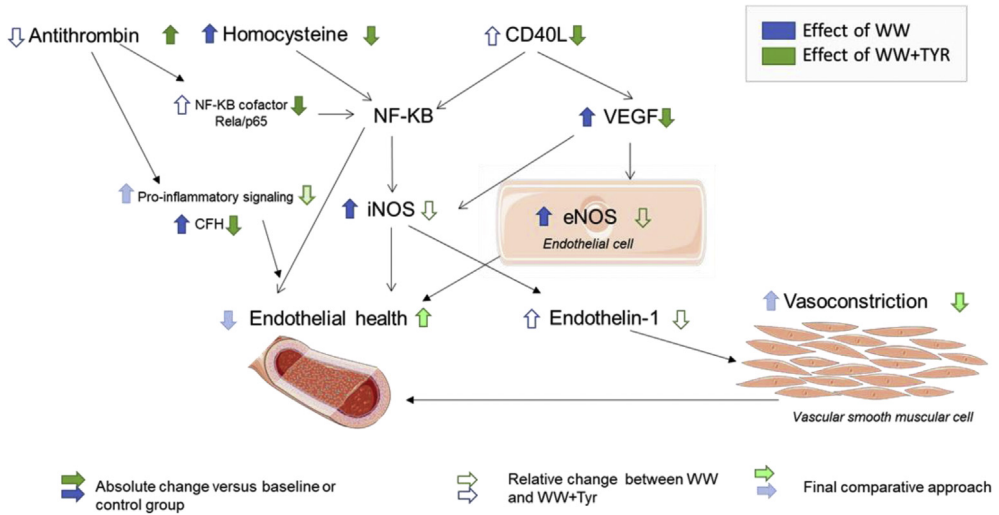 Antithrombin
Homocysteine
CD40L
Effect of WW
Effect of WW+TYR
NF-KB cofactor
Rela/p65
NF-KB
VEGF
Pro-inflammatory signaling
CFH
iNOS
eNOS
Endothelial cell
Endothelial health
Endothelin-1
Vasoconstriction
Vascular smooth muscular cell
Absolute change versus baseline or
control group
Relative change between WW
and WW+Tyr
Final comparative approach